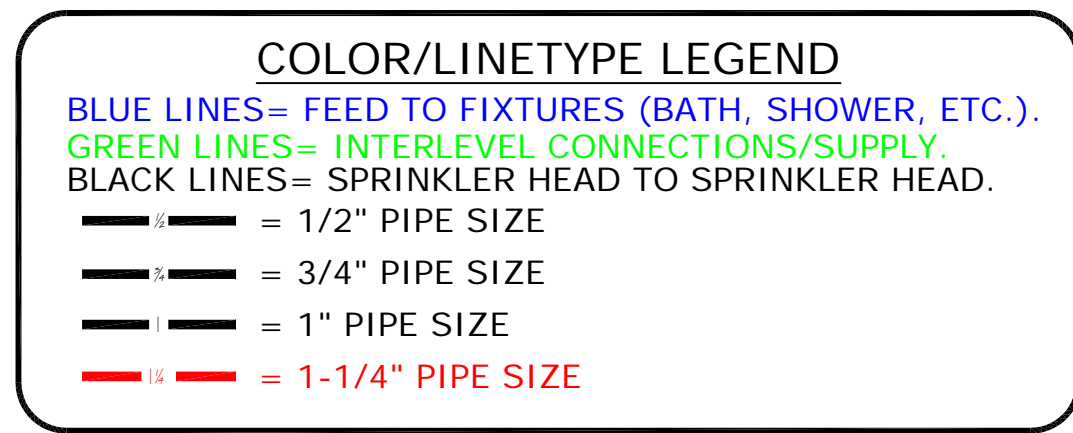 COLOR/LINETYPE LEGEND
BLUE LINES= FEED TO FIXTURES (BATH, SHOWER, ETC.).
GREEN LINES= INTERLEVEL CONNECTIONS/SUPPLY.
BLACK LINES= SPRINKLER HEAD TO SPRINKLER HEAD.
½ = 1/2" PIPE SIZE
¾ = 3/4" PIPE SIZE
1 = 1" PIPE SIZE
1¼ = 1-1/4" PIPE SIZE